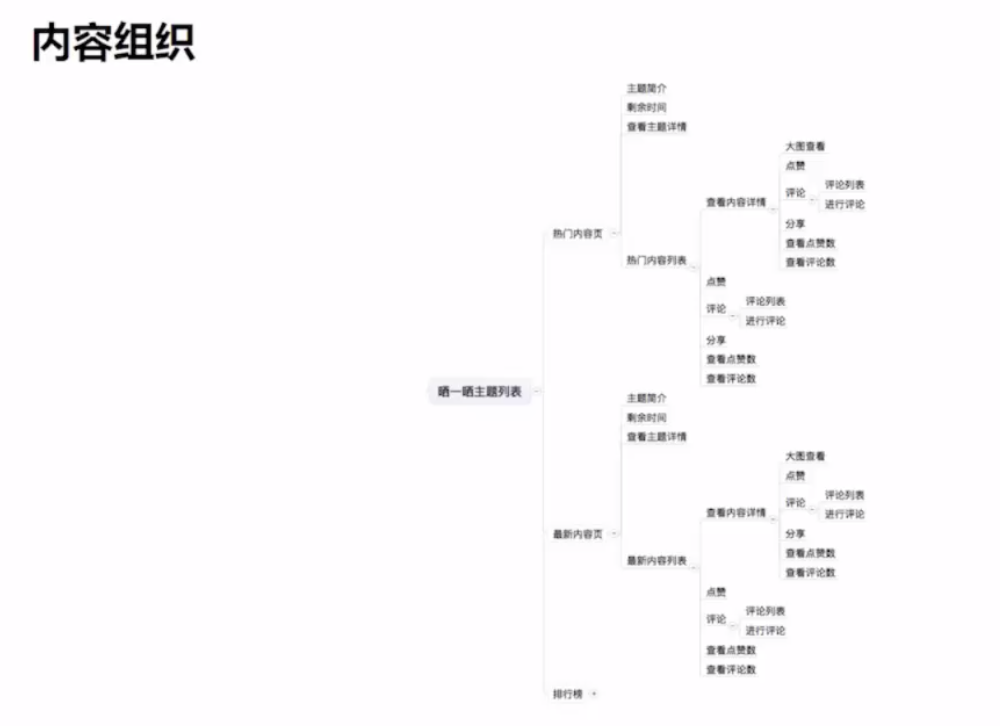 内容组织
主题简介
剩余时间
查看主题详情
大图查看
点赞
评论列表
评论
查看内容详情
进行评论
分享
热门内容页
查看点赞数
热门内容列表
查看评论数
点赞
评论列表
评论
进行评论
分享
查看点赞数
查看评论数
晒一晒主题列表
主题简介
剩余时间
查看主题详情
大图查看
点赞
评论列表
评论
查看内容详情
进行评论
最新内容页
分享
查看点赞数
最新内容列表
查看评论数
点赞
评论列表
评论
进行评论
查看点赞数
查看评论数
排行榜